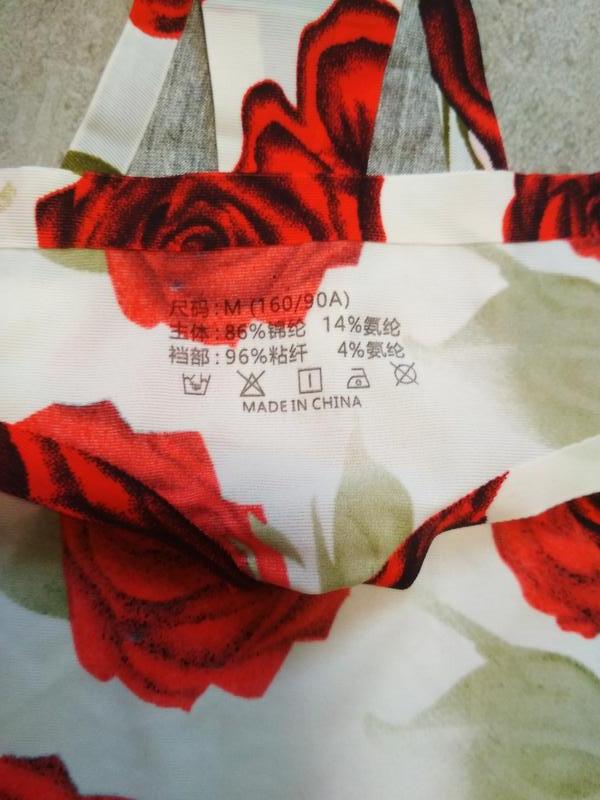 尺码：M (160/90A)
主体：86%锦纶 14%氨纶
裆部：96%粘纤 4%氨纶
MADE IN CHINA